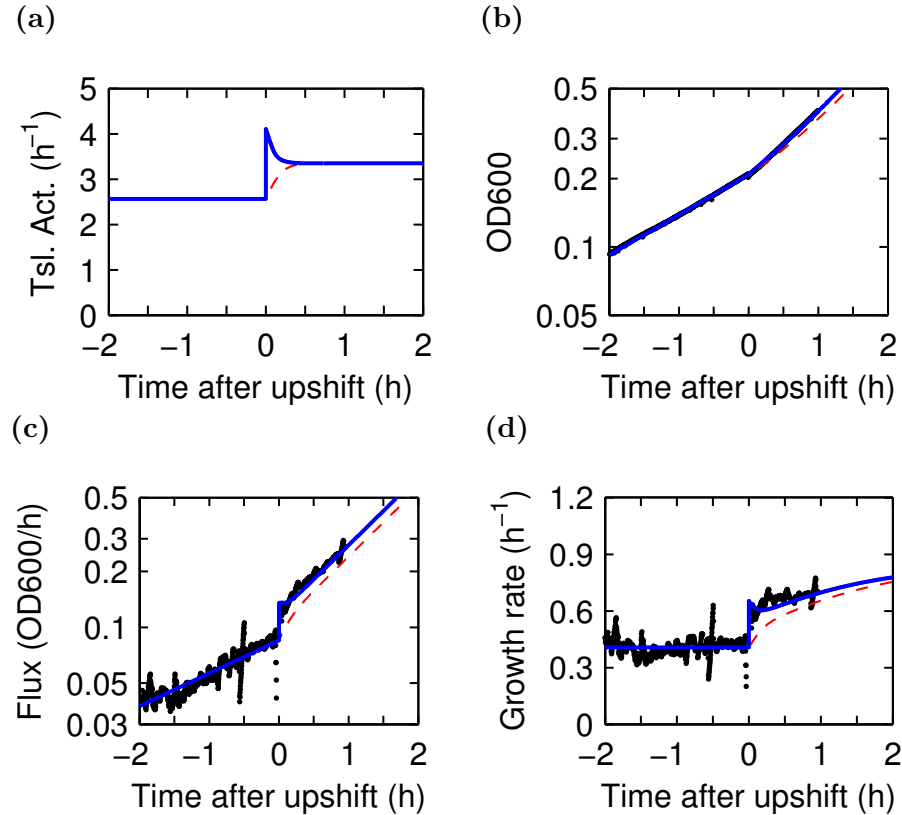 (a)
Tsl. Act. (h⁻¹)
5
4
3
2
1
0
−2 −1 0 1 2
Time after upshift (h)
(b)
OD600
0.5
0.3
0.2
0.1
0.05
−2 −1 0 1 2
Time after upshift (h)
(c)
Flux (OD600/h)
0.5
0.3
0.2
0.1
0.05
0.03
−2 −1 0 1 2
Time after upshift (h)
(d)
Growth rate (h⁻¹)
1.2
0.9
0.6
0.3
0
−2 −1 0 1 2
Time after upshift (h)